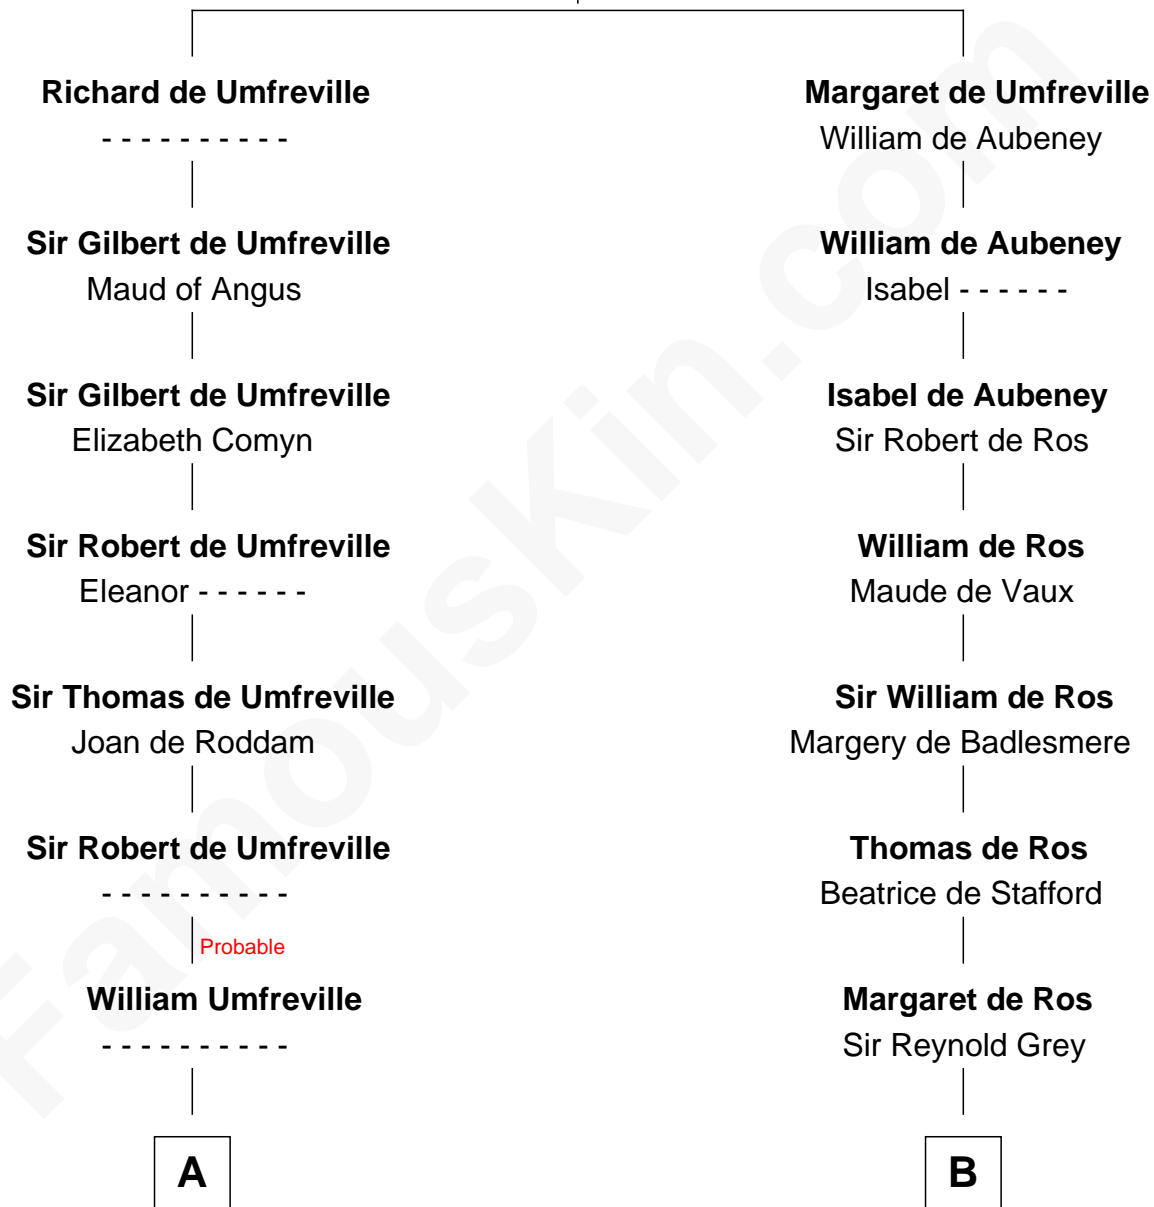 Richard de Umfreville
- - - - - - - - - -
Margaret de Umfreville
William de Aubeney
Sir Gilbert de Umfreville
Maud of Angus
William de Aubeney
Isabel - - - - - -
Sir Gilbert de Umfreville
Elizabeth Comyn
Isabel de Aubeney
Sir Robert de Ros
Sir Robert de Umfreville
Eleanor - - - - - -
William de Ros
Maude de Vaux
Sir Thomas de Umfreville
Joan de Roddam
Sir William de Ros
Margery de Badlesmere
Sir Robert de Umfreville
- - - - - - - - - -
Thomas de Ros
Beatrice de Stafford
Probable
William Umfreville
- - - - - - - - - -
Margaret de Ros
Sir Reynold Grey
A
B
FamousKin.com